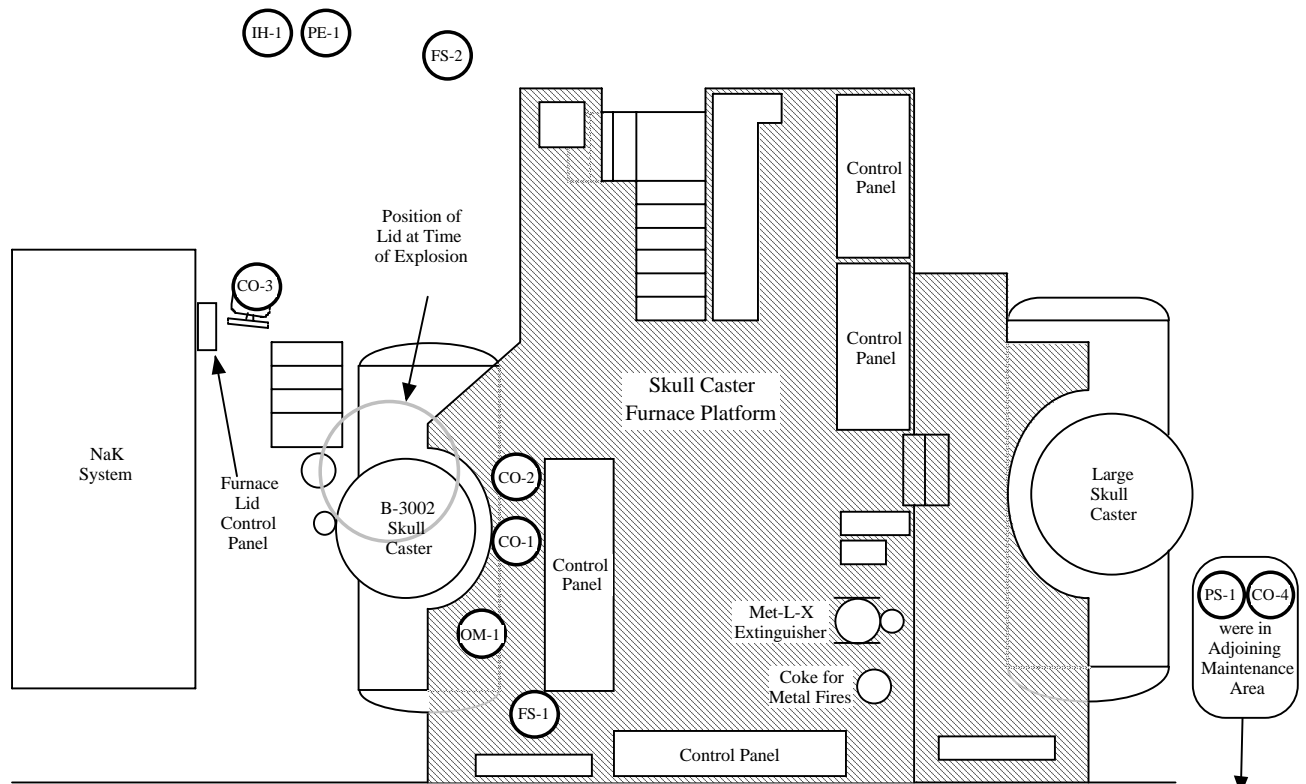 IH-1
PE-1
FS-2
Position of
Lid at Time
of Explosion
Control
Panel
CO-3
Control
Panel
Skull Caster
Furnace Platform
NaK
System
Furnace
Lid
Control
Panel
CO-2
B-3002
Skull
Caster
CO-1
Control
Panel
Large
Skull
Caster
OM-1
Met-L-X
Extinguisher
PS-1
CO-4
were in
Adjoining
Maintenance
Area
Coke for
Metal Fires
FS-1
Control Panel